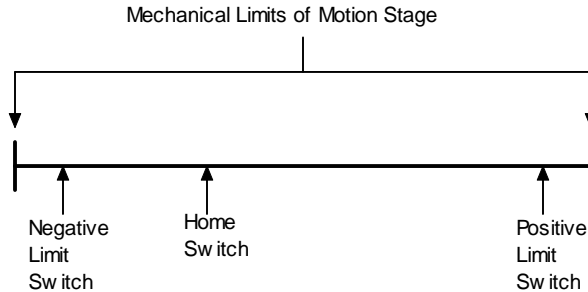 Mechanical Limits of Motion Stage
Negative
Limit
Switch
Home
Switch
Positive
Limit
Switch